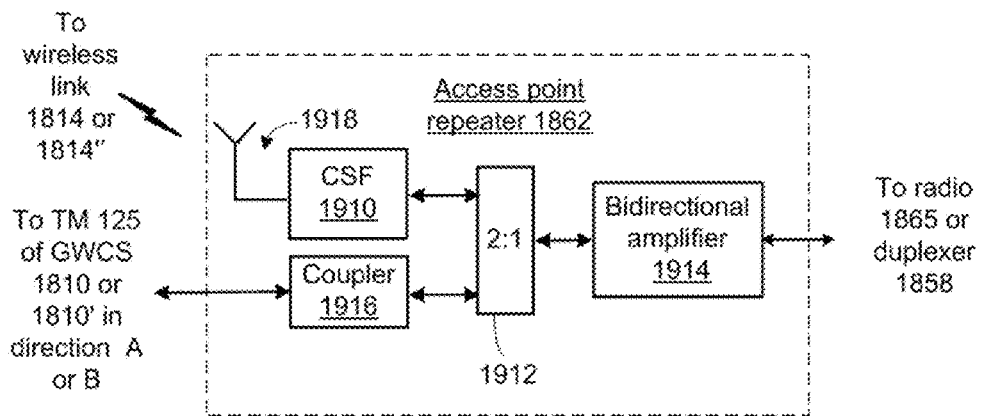 To
wireless
link
1814 or
1814"
To TM 125
of GWCS
1810 or
1810' in
direction A
or B
Access point
repeater 1862
1918
CSF
1910
Coupler
1916
2:1
1912
Bidirectional
amplifier
1914
To radio
1865 or
duplexer
1858